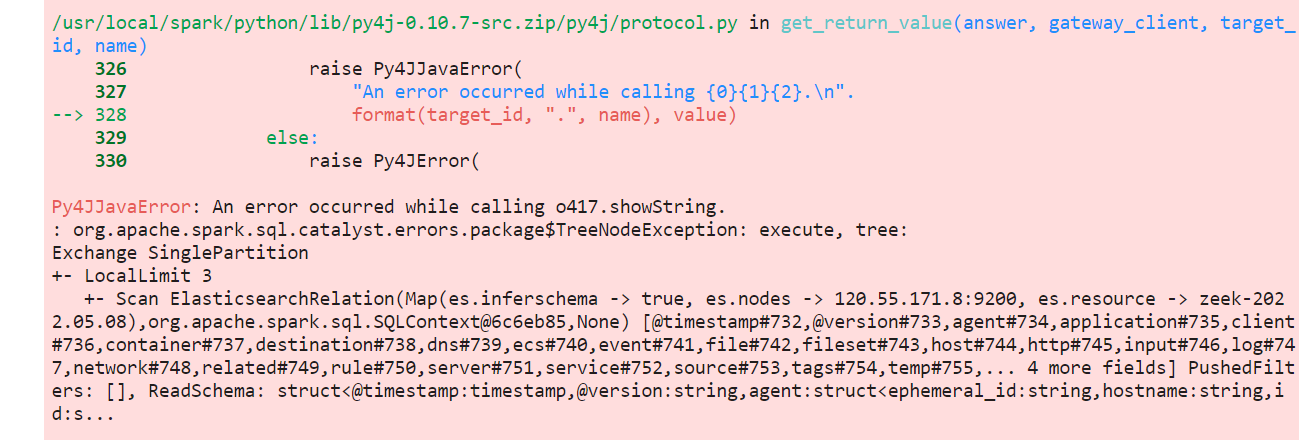 /usr/local/spark/python/lib/py4j-0.10.7-src.zip/py4j/protocol.py in get_return_value(answer, gateway_client, target_
id, name)
    326                 raise Py4JJavaError(
    327                     "An error occurred while calling {0}{1}{2}.\n".
--> 328                     format(target_id, ".", name), value)
    329             else:
    330                 raise Py4JError(
Py4JJavaError: An error occurred while calling o417.showString.
: org.apache.spark.sql.catalyst.errors.package$TreeNodeException: execute, tree:
Exchange SinglePartition
+- LocalLimit 3
   +- Scan ElasticsearchRelation(Map(es.inferschema -> true, es.nodes -> 120.55.171.8:9200, es.resource -> zeek-202
2.05.08),org.apache.spark.sql.SQLContext@6c6eb85,None) [@timestamp#732,@version#733,agent#734,application#735,client
#736,container#737,destination#738,dns#739,ecs#740,event#741,file#742,fileset#743,host#744,http#745,input#746,log#74
7,network#748,related#749,rule#750,server#751,service#752,source#753,tags#754,temp#755,... 4 more fields] PushedFilt
ers: [], ReadSchema: struct<@timestamp:timestamp,@version:string,agent:struct<ephemeral_id:string,hostname:string,i
d:s...